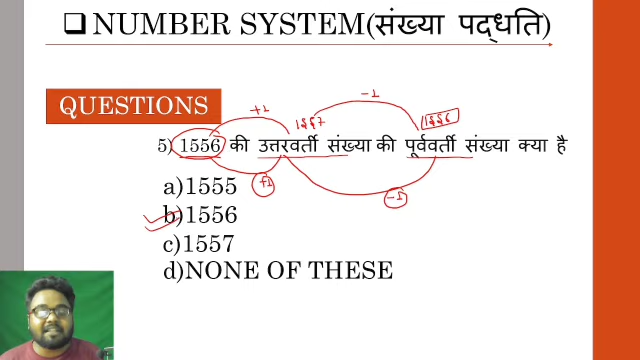 ❑ NUMBER SYSTEM(संख्या पद्धति)
+1
-1
QUESTIONS
1557
1556
5) 1556 की उत्तरवर्ती संख्या की पूर्ववर्ती संख्या क्या है
a)1555
+1
-1
b)1556
c)1557
d)NONE OF THESE